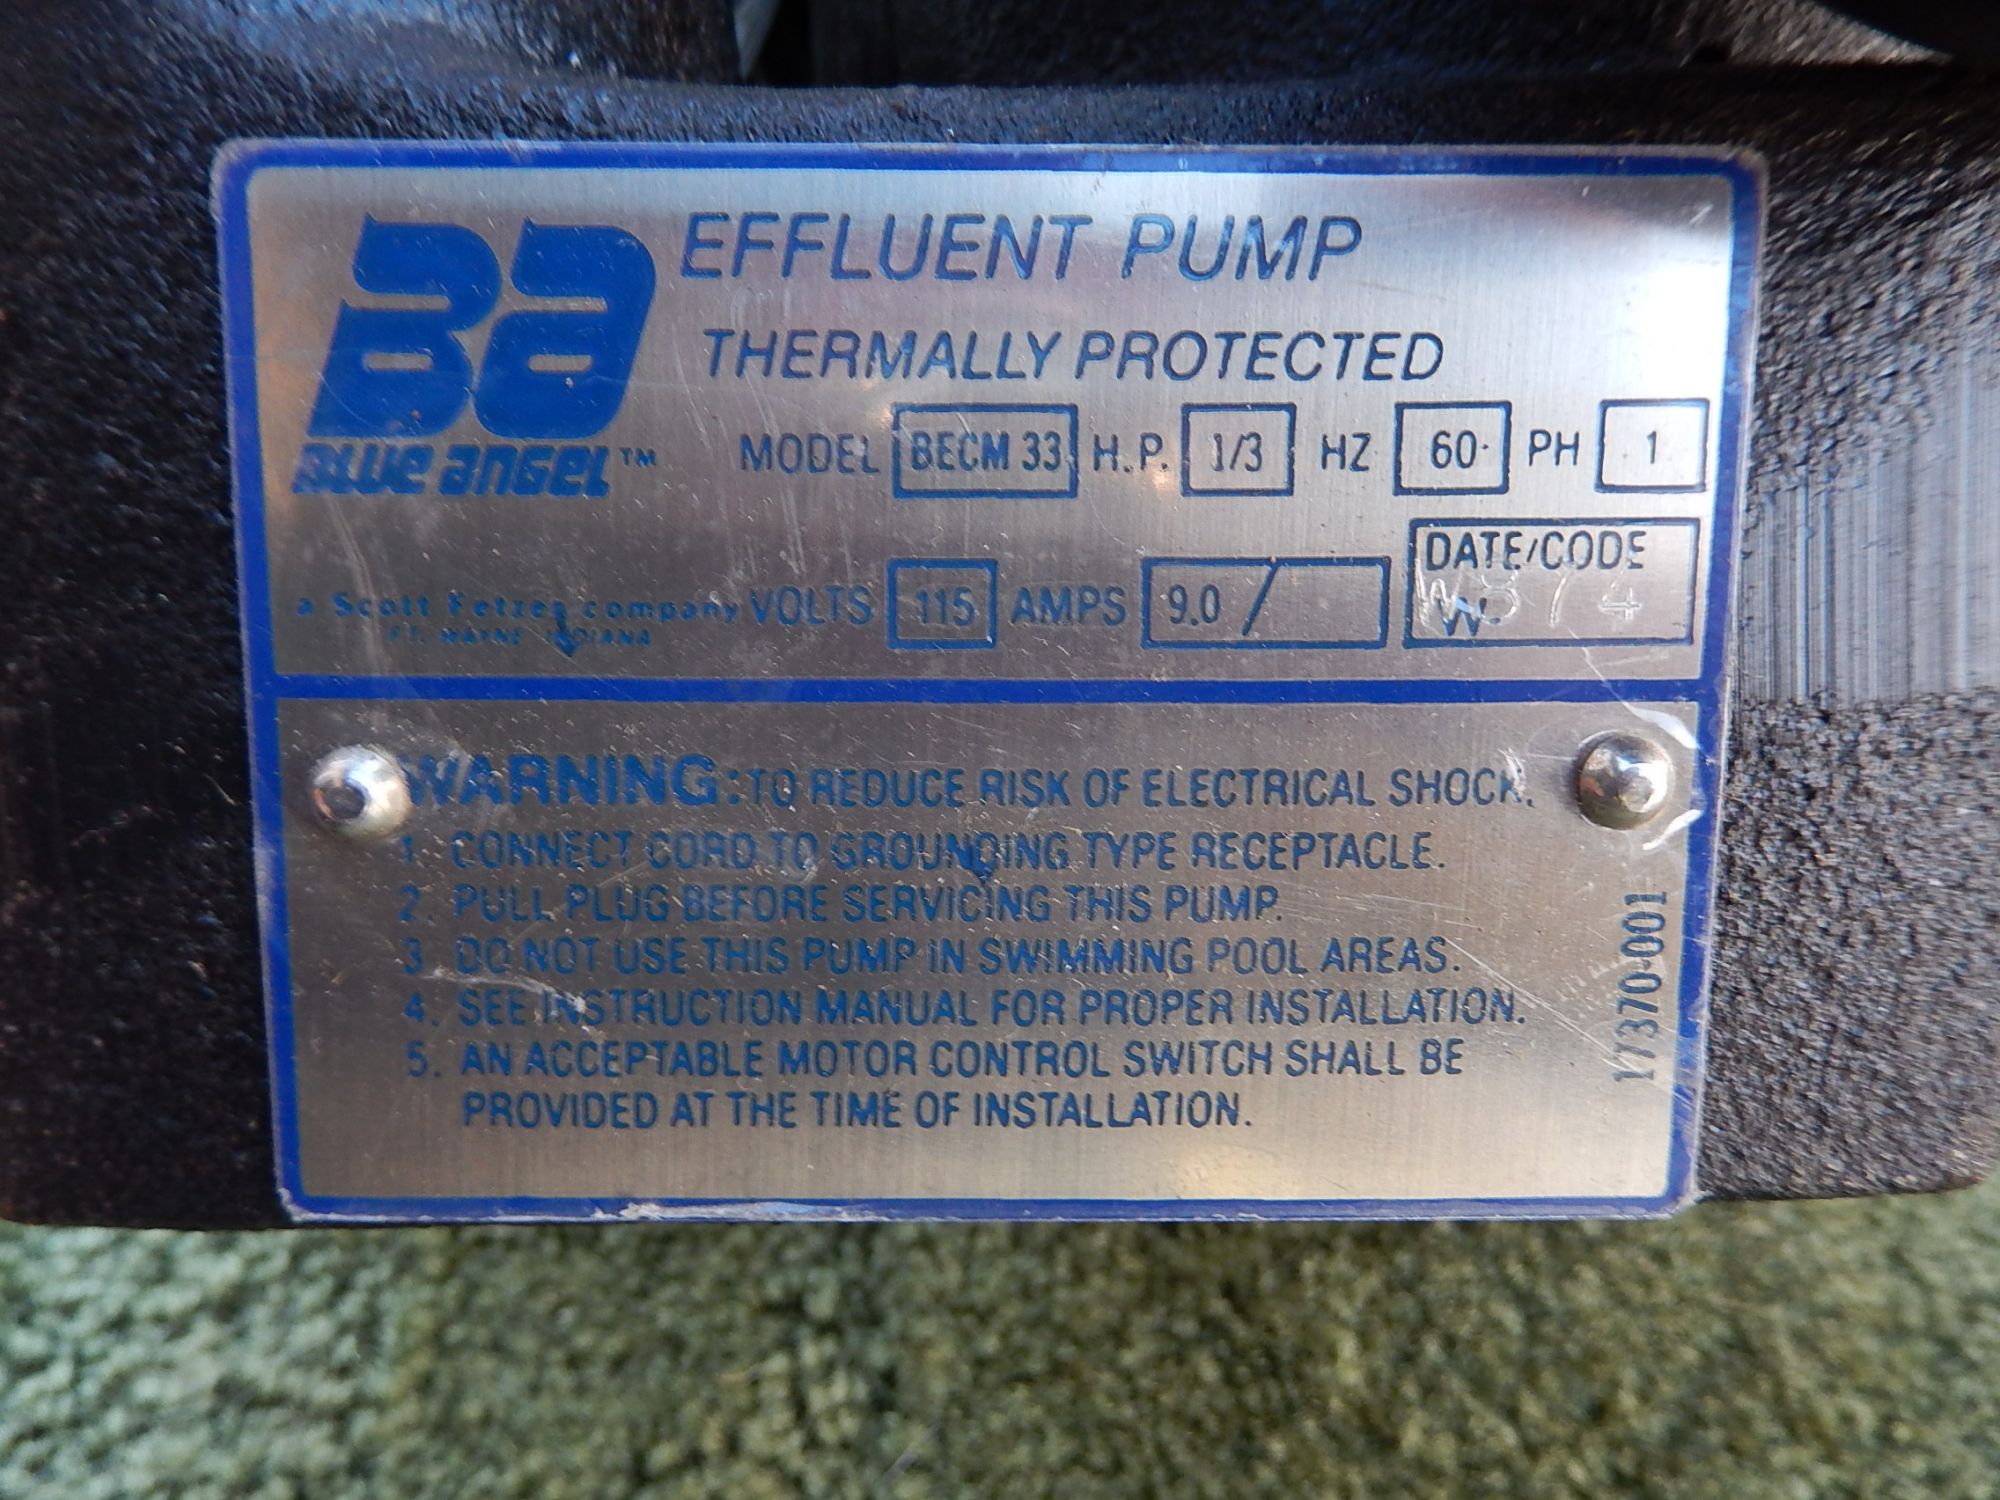 Ba
BLUE anGEL™
EFFLUENT PUMP
THERMALLY PROTECTED
MODEL BECM 33 H.P. 1/3 HZ 60 PH 1
a Scott Fetzer company
FT. WAYNE INDIANA
VOLTS 115 AMPS 9.0 /
DATE/CODE
W
WARNING: TO REDUCE RISK OF ELECTRICAL SHOCK.
1. CONNECT CORD TO GROUNDING TYPE RECEPTACLE.
2. PULL PLUG BEFORE SERVICING THIS PUMP.
3. DO NOT USE THIS PUMP IN SWIMMING POOL AREAS.
4. SEE INSTRUCTION MANUAL FOR PROPER INSTALLATION.
5. AN ACCEPTABLE MOTOR CONTROL SWITCH SHALL BE
PROVIDED AT THE TIME OF INSTALLATION.
17370-001